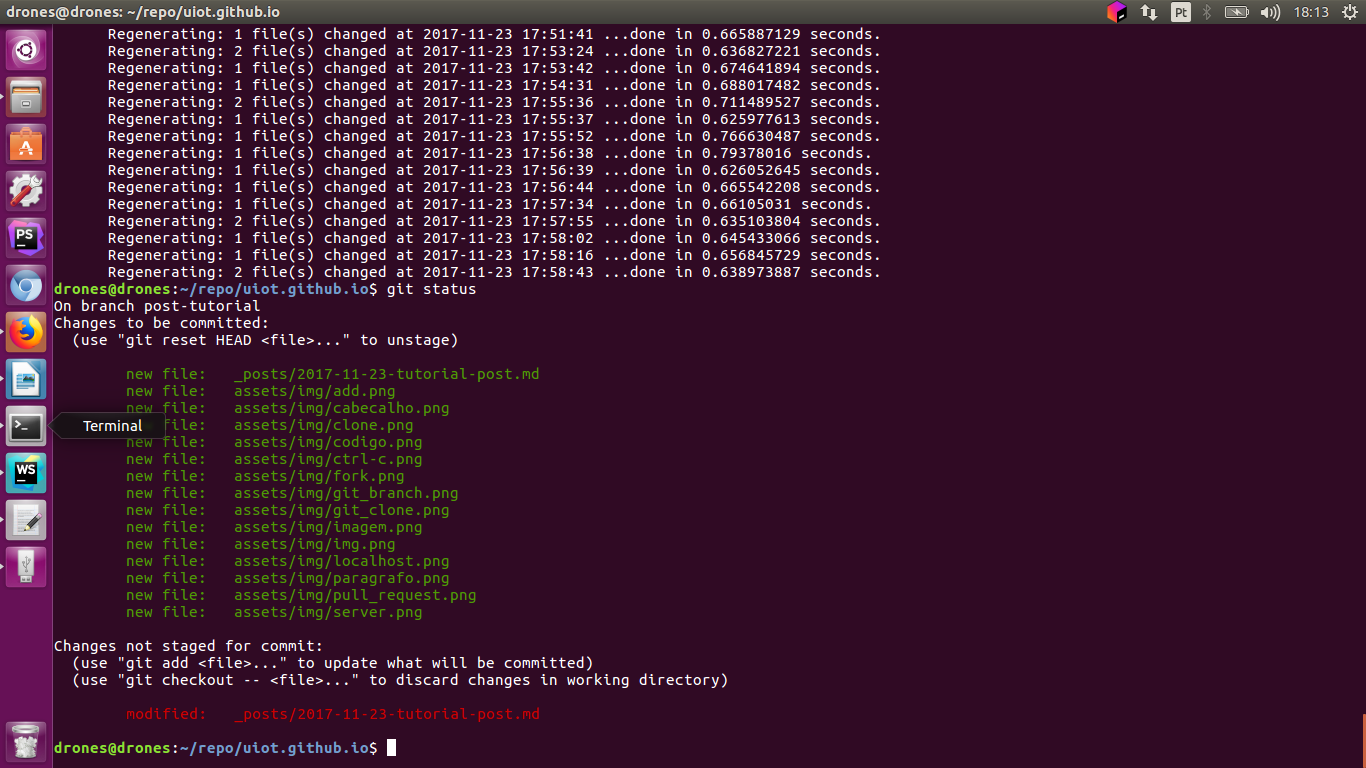 drones@drones: ~/repo/uiot.github.io
Pt
18:13
Regenerating: 1 file(s) changed at 2017-11-23 17:51:41 ...done in 0.665887129 seconds.
Regenerating: 2 file(s) changed at 2017-11-23 17:53:24 ...done in 0.636827221 seconds.
Regenerating: 1 file(s) changed at 2017-11-23 17:53:42 ...done in 0.674641894 seconds.
Regenerating: 1 file(s) changed at 2017-11-23 17:54:31 ...done in 0.688017482 seconds.
Regenerating: 2 file(s) changed at 2017-11-23 17:55:36 ...done in 0.711489527 seconds.
Regenerating: 1 file(s) changed at 2017-11-23 17:55:37 ...done in 0.625977613 seconds.
Regenerating: 1 file(s) changed at 2017-11-23 17:55:52 ...done in 0.766630487 seconds.
Regenerating: 1 file(s) changed at 2017-11-23 17:56:38 ...done in 0.79378016 seconds.
Regenerating: 1 file(s) changed at 2017-11-23 17:56:39 ...done in 0.626052645 seconds.
Regenerating: 1 file(s) changed at 2017-11-23 17:56:44 ...done in 0.665542208 seconds.
Regenerating: 1 file(s) changed at 2017-11-23 17:57:34 ...done in 0.66105031 seconds.
Regenerating: 2 file(s) changed at 2017-11-23 17:57:55 ...done in 0.635103804 seconds.
Regenerating: 1 file(s) changed at 2017-11-23 17:58:02 ...done in 0.645433066 seconds.
Regenerating: 1 file(s) changed at 2017-11-23 17:58:16 ...done in 0.656845729 seconds.
Regenerating: 2 file(s) changed at 2017-11-23 17:58:43 ...done in 0.638973887 seconds.
drones@drones:~/repo/uiot.github.io$ git status
On branch post-tutorial
Changes to be committed:
(use "git reset HEAD <file>..." to unstage)
new file: _posts/2017-11-23-tutorial-post.md
new file: assets/img/add.png
new file: assets/img/cabecalho.png
new file: assets/img/clone.png
new file: assets/img/codigo.png
new file: assets/img/ctrl-c.png
new file: assets/img/fork.png
new file: assets/img/git_branch.png
new file: assets/img/git_clone.png
new file: assets/img/imagem.png
new file: assets/img/img.png
new file: assets/img/localhost.png
new file: assets/img/paragrafo.png
new file: assets/img/pull_request.png
new file: assets/img/server.png
Changes not staged for commit:
(use "git add <file>..." to update what will be committed)
(use "git checkout -- <file>..." to discard changes in working directory)
modified: _posts/2017-11-23-tutorial-post.md
drones@drones:~/repo/uiot.github.io$
PS
Terminal
WS